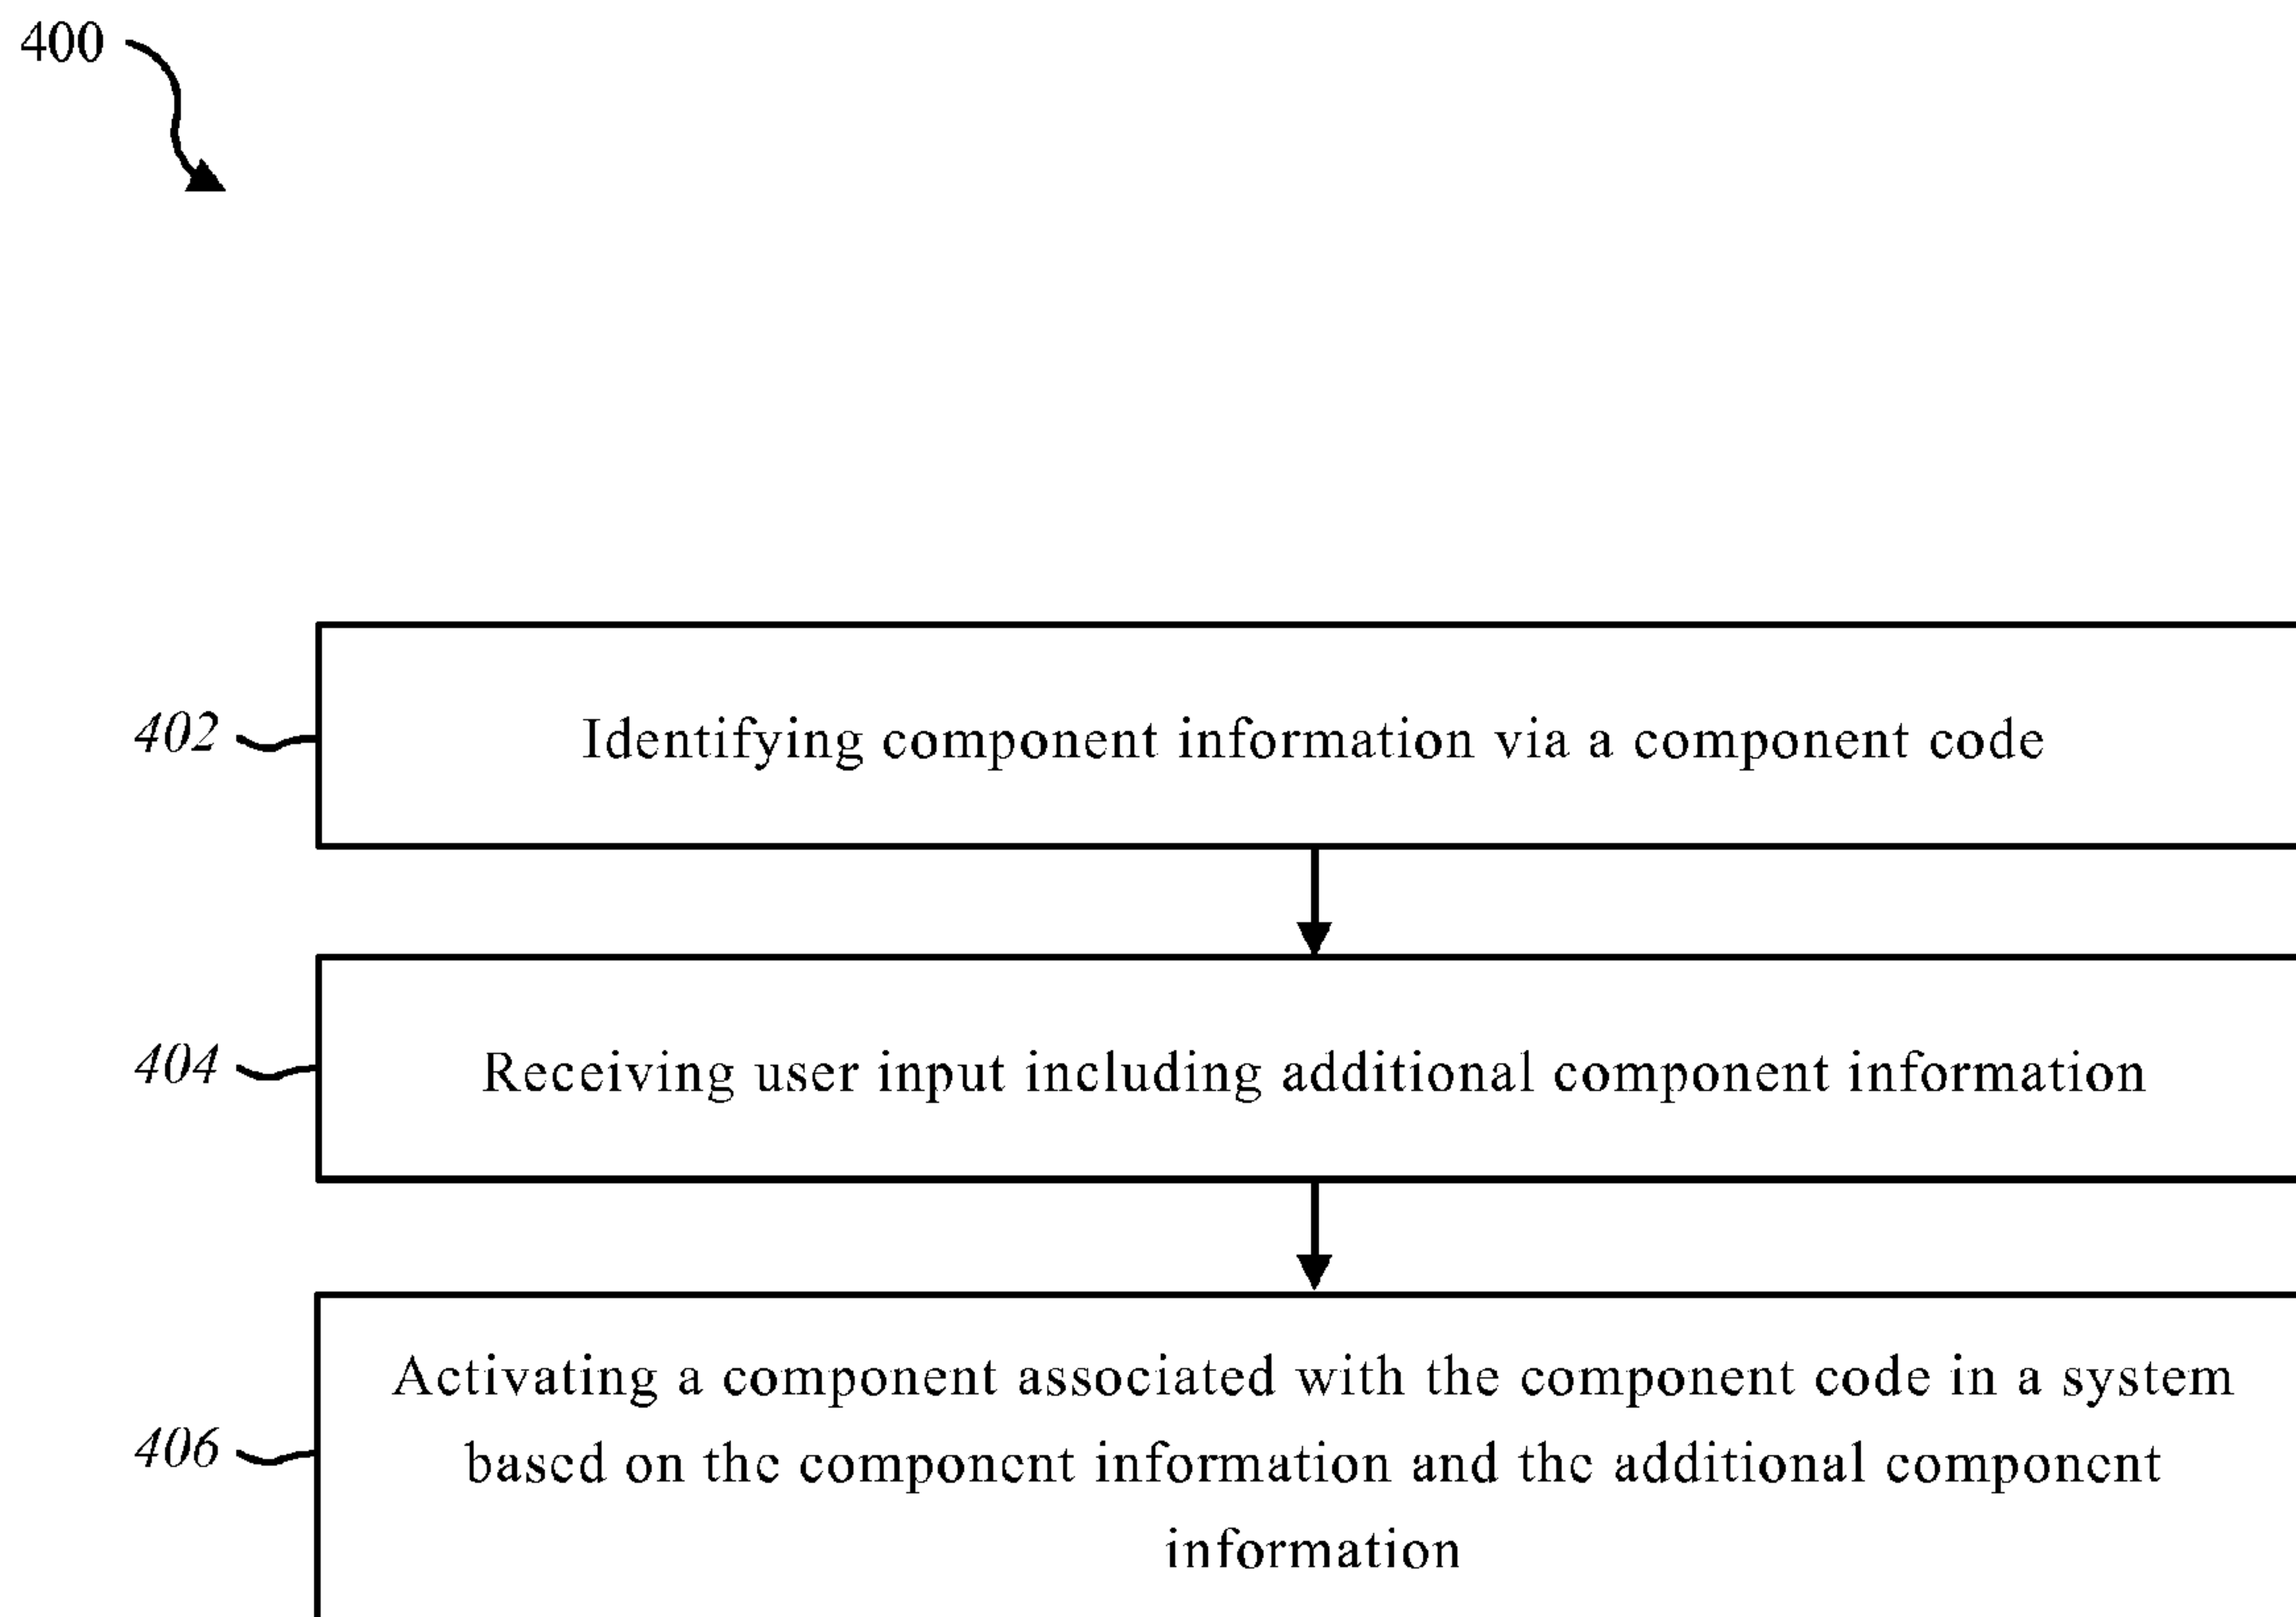 400
402
Identifying component information via a component code
404
Receiving user input including additional component information
406
Activating a component associated with the component code in a system
based on the component information and the additional component
information